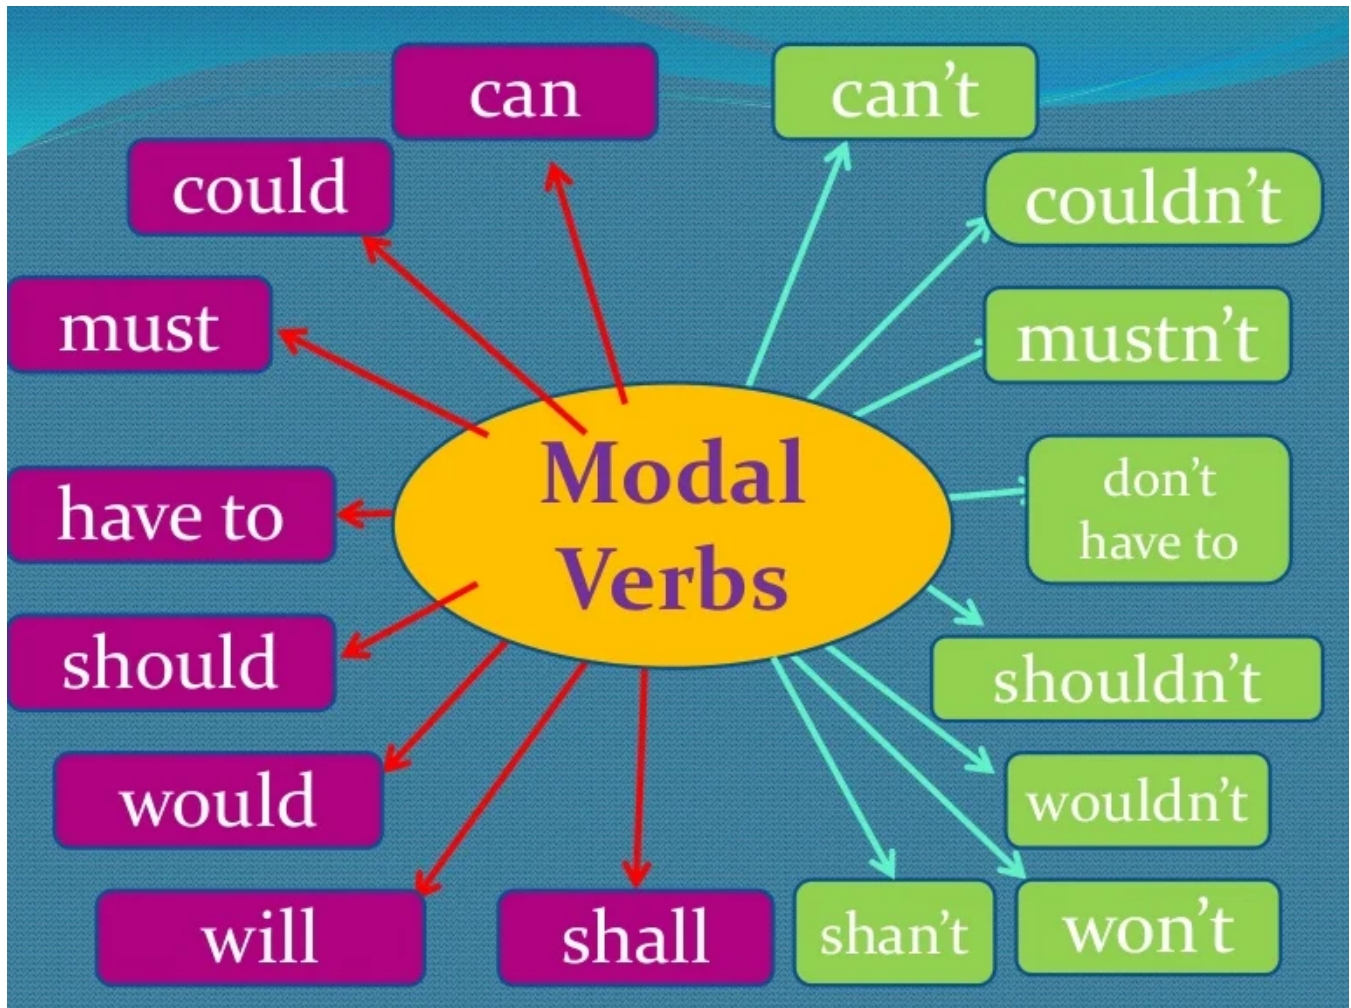 can
can't
could
couldn't
must
mustn't
Modal
Verbs
have to
don't
have to
should
shouldn't
would
wouldn't
will
shall
shan't
won't